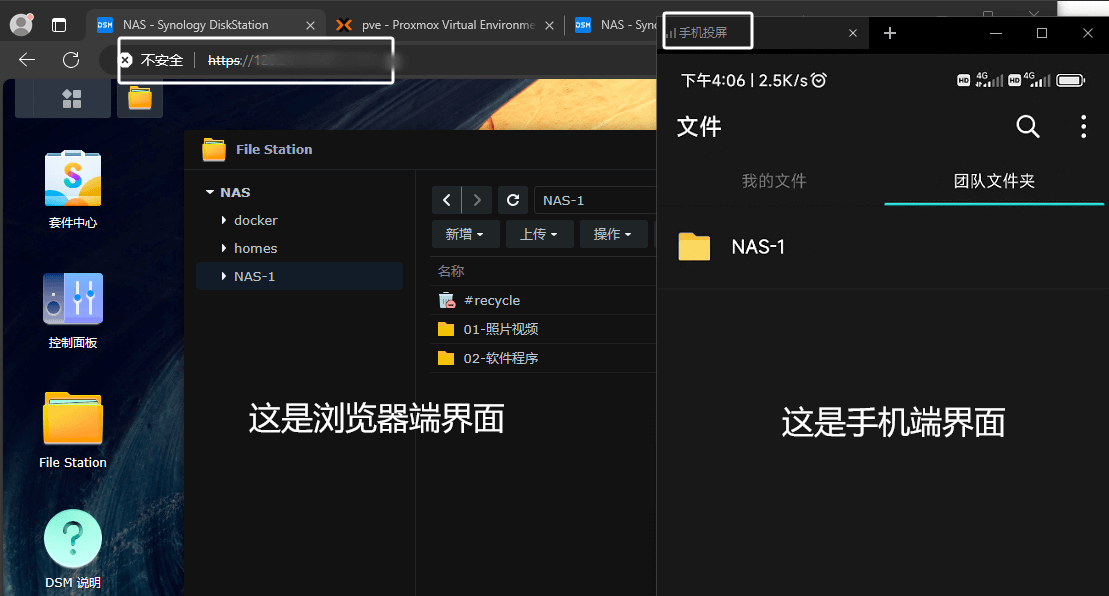 NAS - Synology DiskStation
pve - Proxmox Virtual Environme
NAS - Syno
手机投屏
不安全
https://12
File Station
NAS
docker
homes
NAS-1
NAS-1
新增
上传
操作
名称
#recycle
01-照片视频
02-软件程序
套件中心
控制面板
File Station
DSM 说明
这是浏览器端界面
下午4:06 | 2.5K/s
HD
4G
HD
4G
文件
我的文件
团队文件夹
NAS-1
这是手机端界面